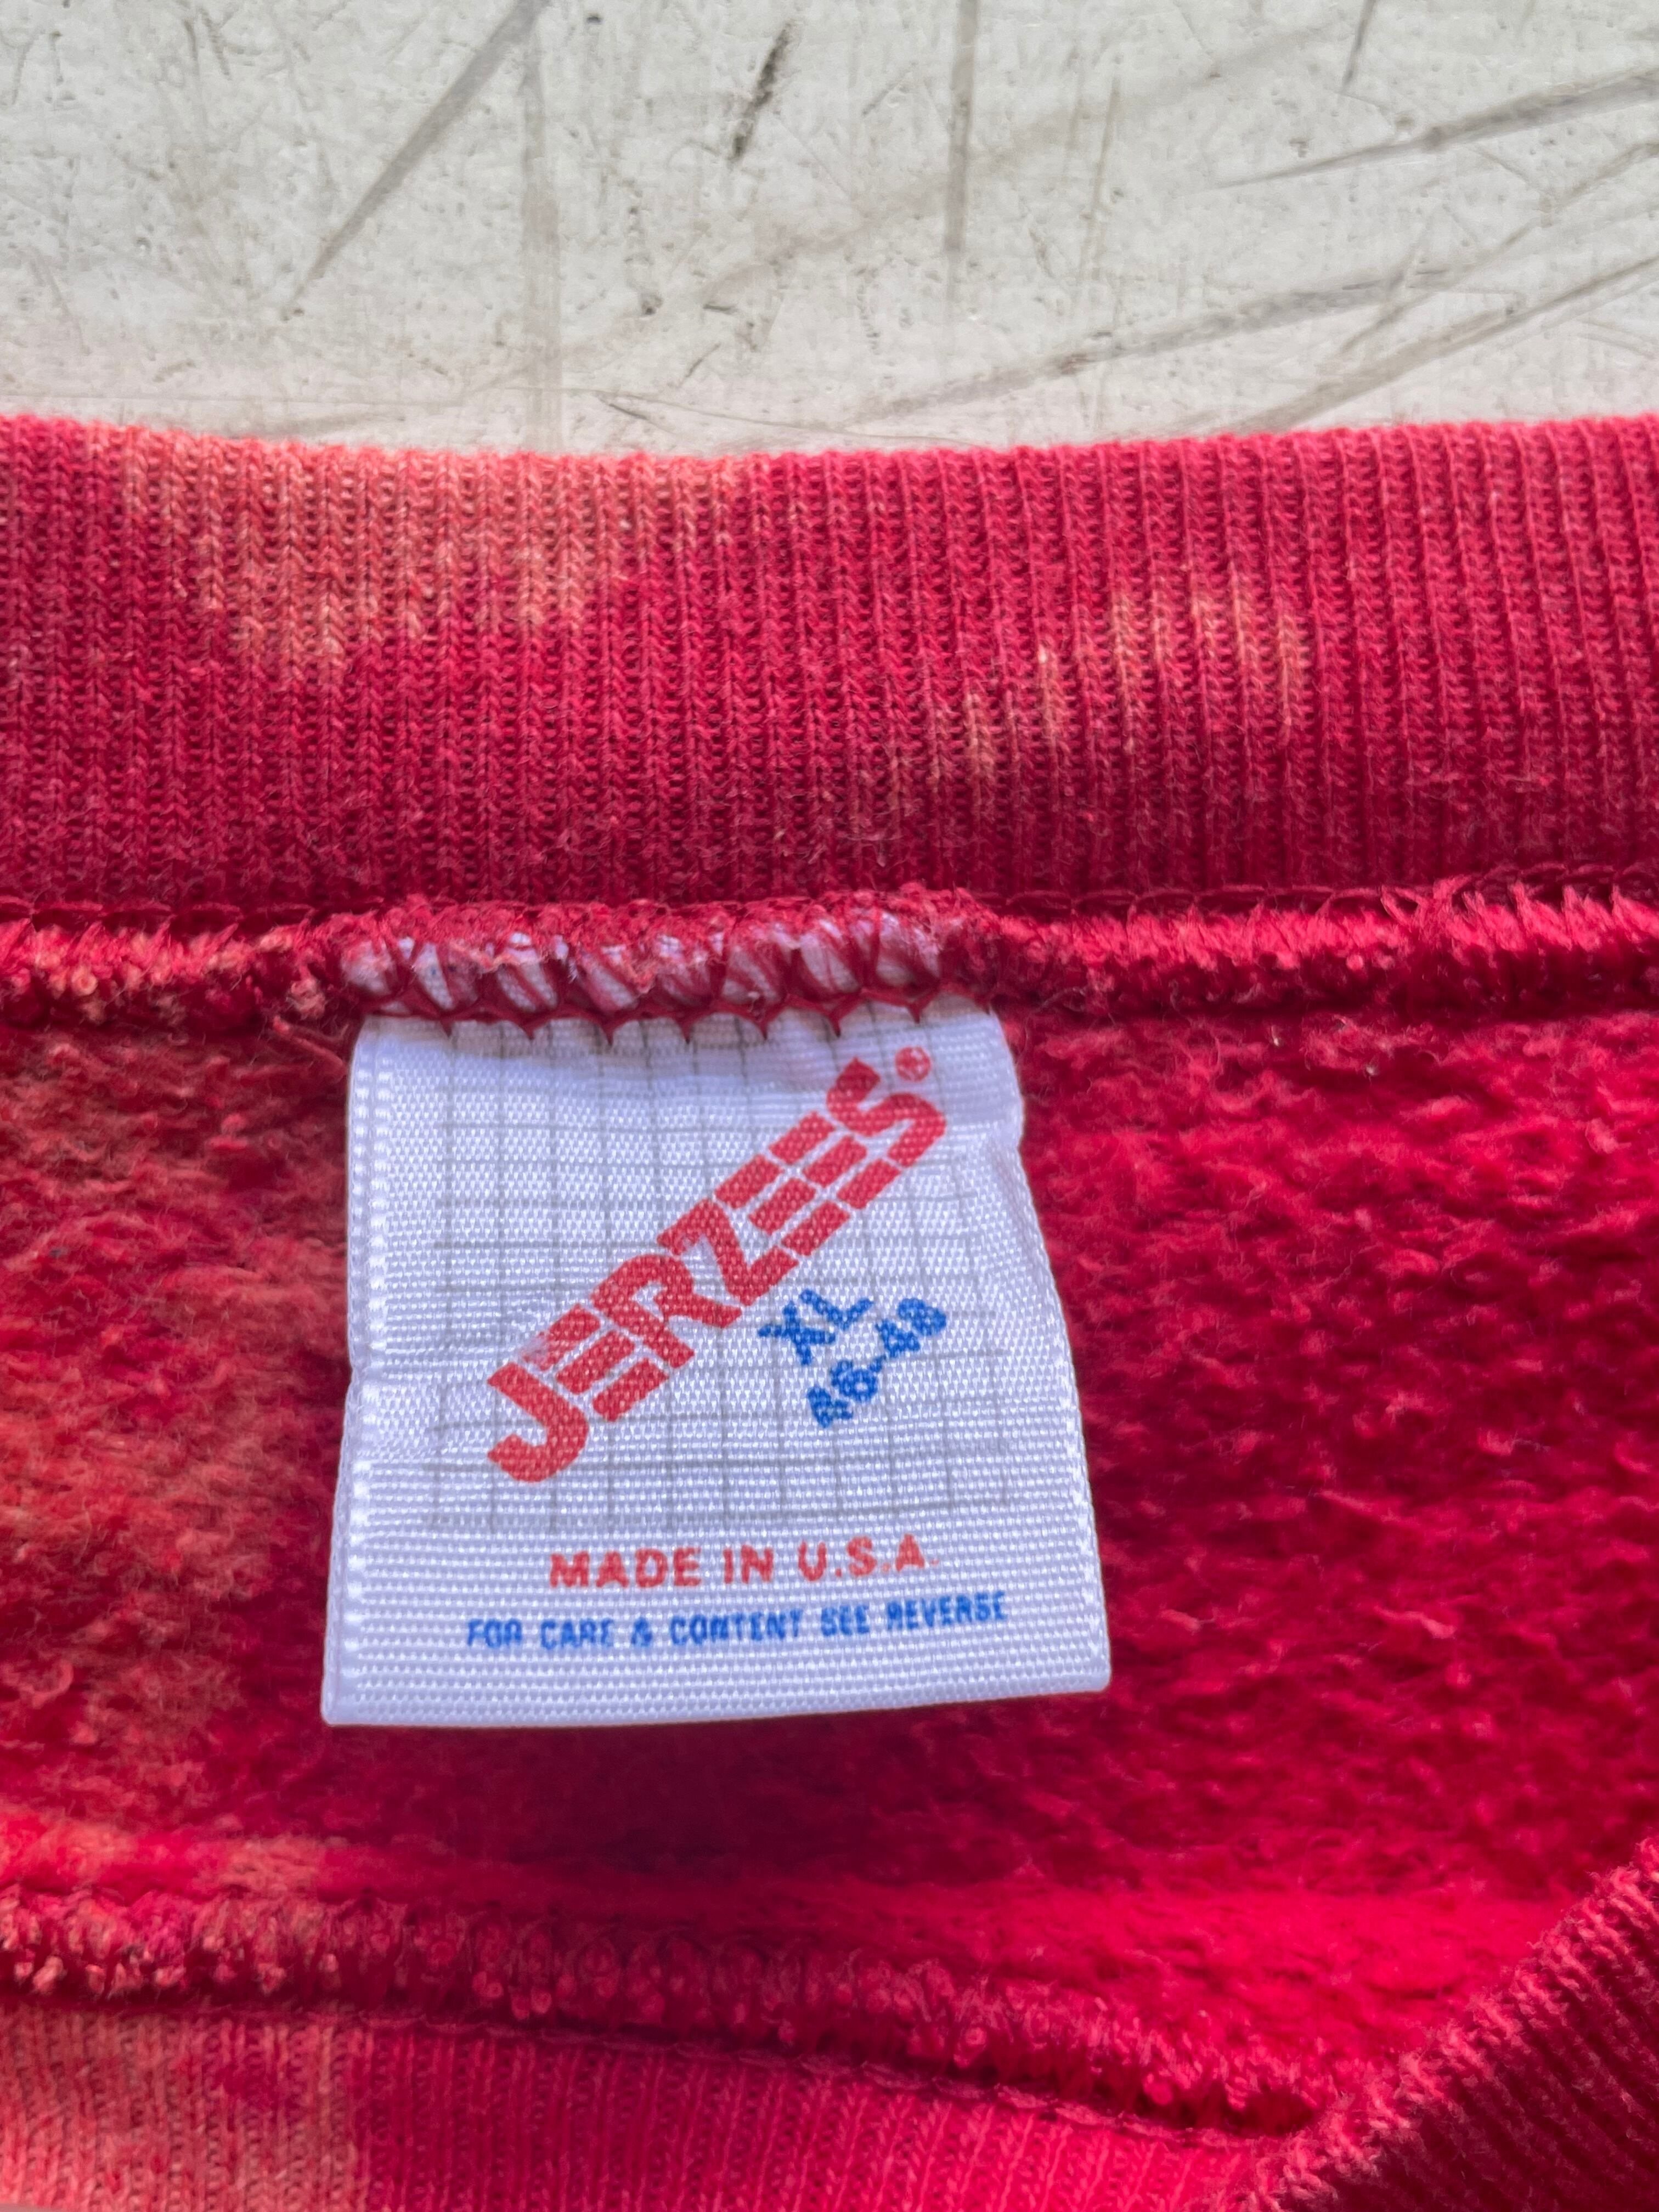 JERZEES®
XL
46-48
MADE IN U.S.A.
FOR CARE & CONTENT SEE REVERSE